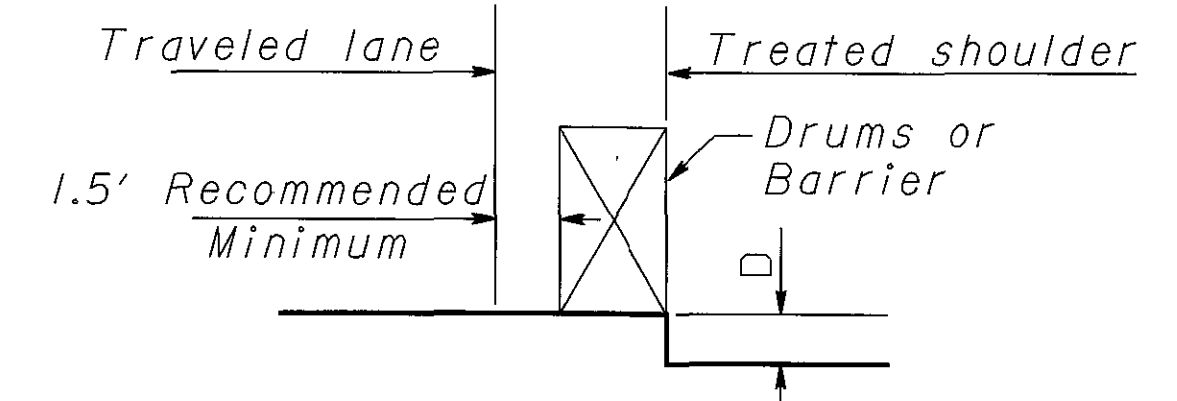 Traveled lane
Treated shoulder
Drums or
Barrier
1.5' Recommended
Minimum
D